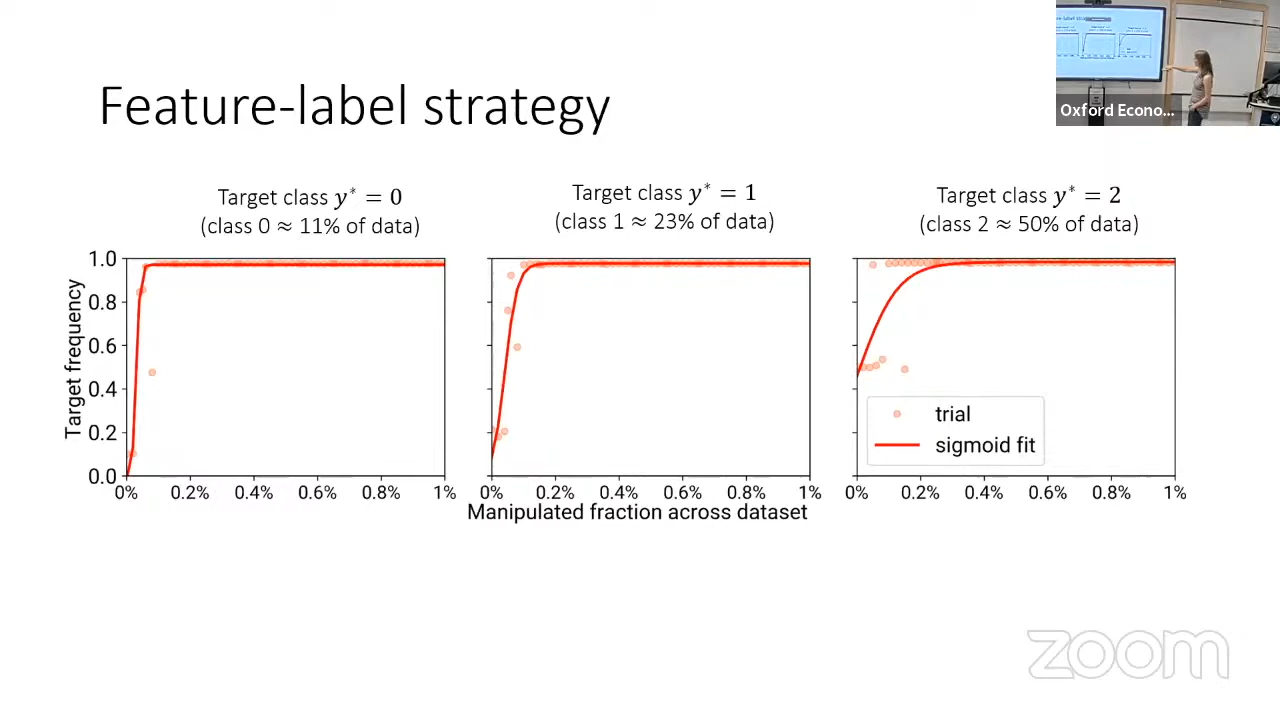 Feature-label strategy
Oxford Econo...
Target class y* = 0
(class 0 ≈ 11% of data)
Target class y* = 1
(class 1 ≈ 23% of data)
Target class y* = 2
(class 2 ≈ 50% of data)
Target frequency
1.0
0.8
0.6
0.4
0.2
0.0
0% 0.2% 0.4% 0.6% 0.8% 1%
0% 0.2% 0.4% 0.6% 0.8% 1%
0% 0.2% 0.4% 0.6% 0.8% 1%
trial
sigmoid fit
Manipulated fraction across dataset
zoom